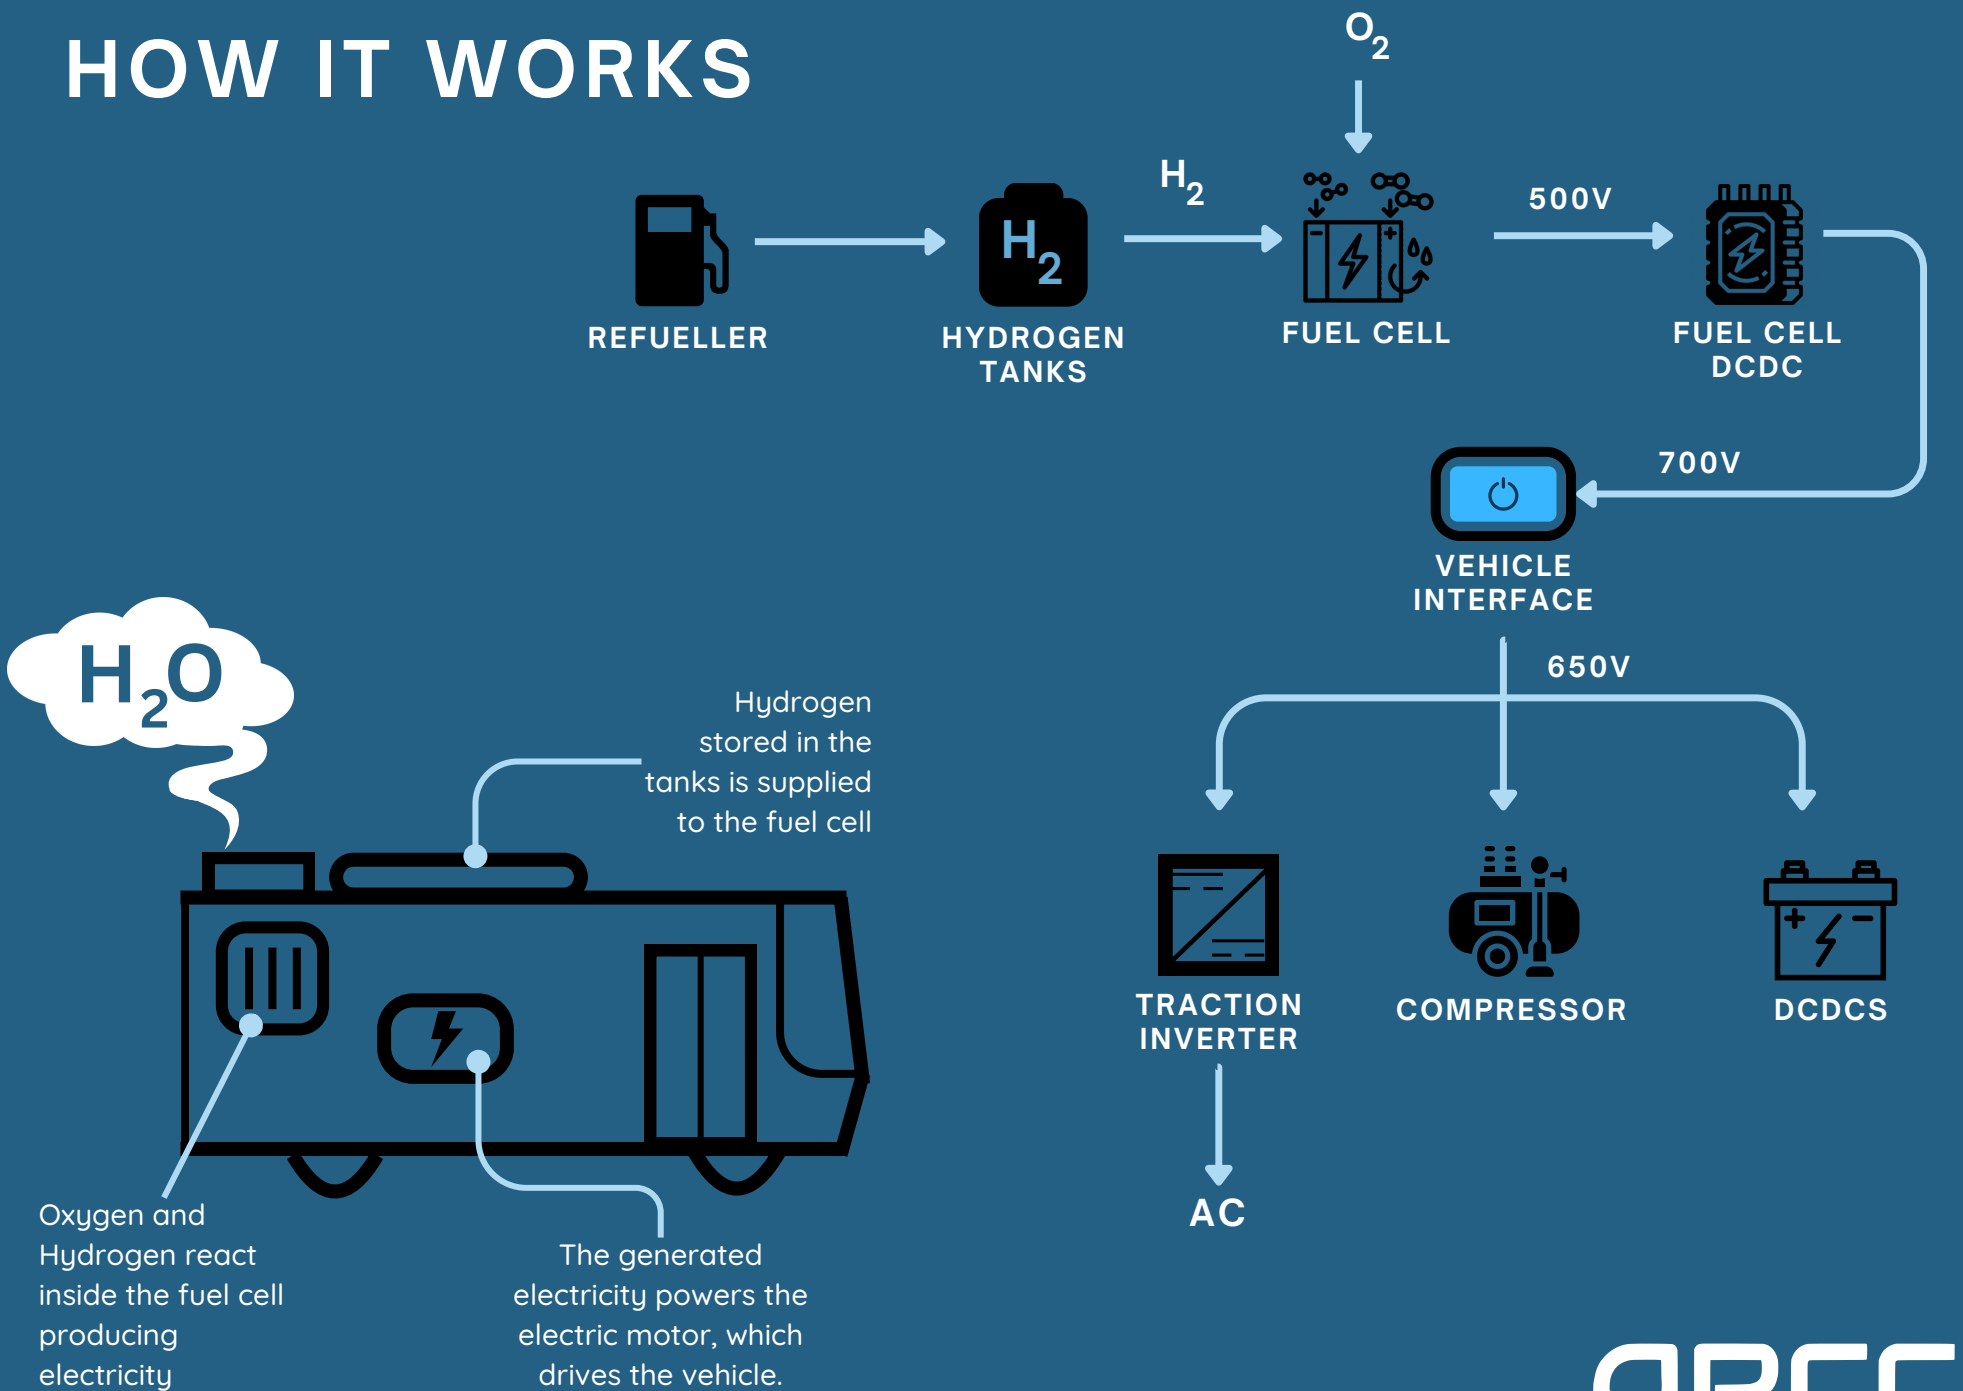 HOW IT WORKS
O2
H2
H2
500V
REFUELLER
HYDROGEN
TANKS
FUEL CELL
FUEL CELL
DCDC
700V
VEHICLE
INTERFACE
650V
H2O
Hydrogen
stored in the
tanks is supplied
to the fuel cell
TRACTION
INVERTER
COMPRESSOR
DCDCS
AC
Oxygen and
Hydrogen react
inside the fuel cell
producing
electricity
The generated
electricity powers the
electric motor, which
drives the vehicle.